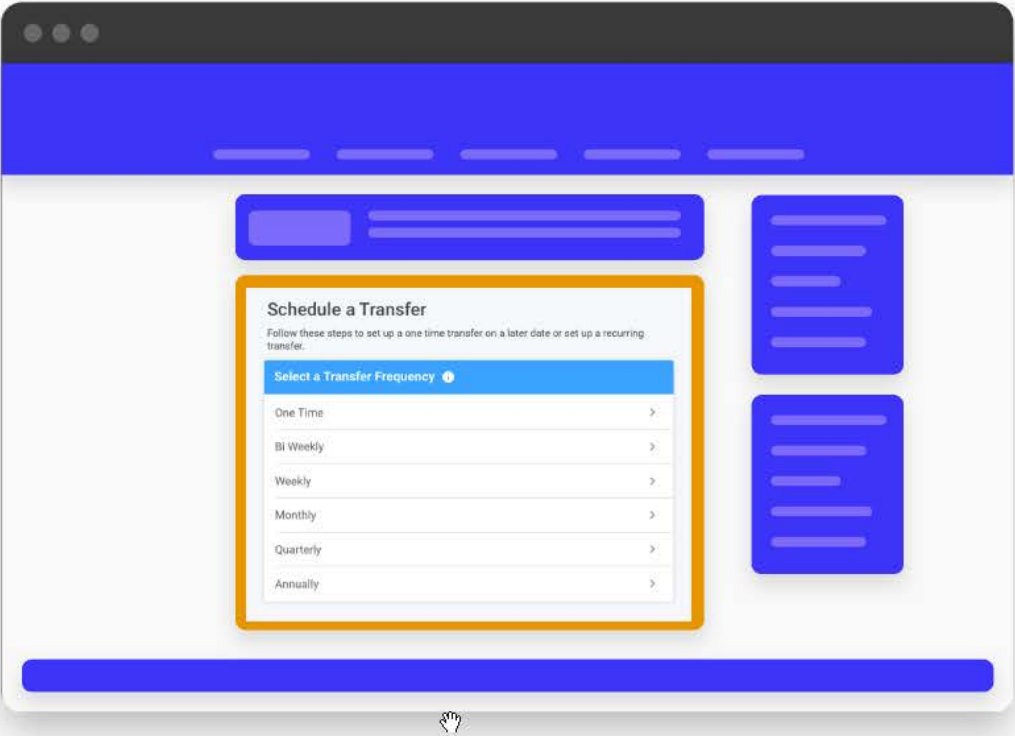 Schedule a Transfer
Follow these steps to set up a one time transfer on a later date or set up a recurring
transfer.
Select a Transfer Frequency
One Time
Bi Weekly
Weekly
Monthly
Quarterly
Annually